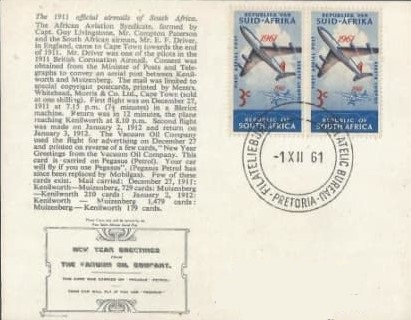 The 1911 official airmails of South Africa.
The African Aviation Syndicate, formed by
Capt. Guy Livingstone, Mr. Compton Paterson
and the South African airman, Mr. E. F. Driver,
in England, came to Cape Town towards the end
of 1911. Mr. Driver was one of the pilots in the
1911 British Coronation Airmail. Consent was
obtained from the Minister of Posts and Tele-
graphs to convey an aerial post between Kenil-
worth and Muizenberg. The mail was limited to
special copyright postcards, printed by Messrs.
Whitehead, Morris & Co. Ltd., Cape Town (sold
at one shilling). First flight was on December 27,
1911 at 7.15 p.m. (7½ minutes) in a Bleriot
machine. Return was in 12 minutes, the plane
reaching Kenilworth at 8.10 p.m. Second flight
was made on January 2, 1912 and return on
January 3, 1912. The Vacuum Oil Company
used the flight for advertising on December 27
and printed on reverse of a few cards, "New Year
Greetings from the Vacuum Oil Company. This
card is carried on Pegasus (Petrol). Your car
will fly if you use Pegasus". (Pegasus Petrol has
since been replaced by Mobilgas). Few of these
cards exist. Mail carried: December 27, 1911:
Kenilworth—Muizenberg, 729 cards: Muizenberg
—Kenilworth 210 cards: January 2, 1912:
Kenilworth — Muizenberg 1,479 cards:
Muizenberg—Kenilworth 179 cards.
NEW YEAR GREETINGS
FROM
THE VACUUM OIL COMPANY.
THIS CARD WAS CARRIED ON "PEGASUS" PETROL.
YOUR CAR WILL FLY IF YOU USE "PEGASUS"
REPUBLIEK VAN
SUID-AFRIKA
1961
3c
REPUBLIC OF
SOUTH AFRICA
REPUBLIEK VAN
SUID-AFRIKA
1961
3c
REPUBLIC OF
SOUTH AFRICA
-1 XII 61
PHILATELIC BUREAU
-PRETORIA-